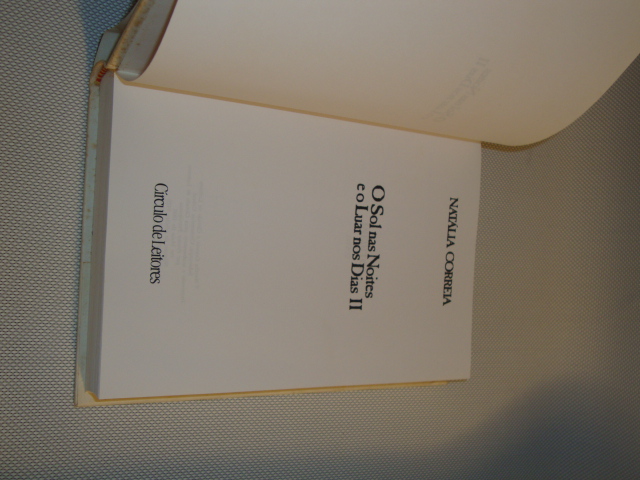 NATÁLIA CORREIA
O Sol nas Noites
e o Luar nos Dias II
Círculo de Leitores